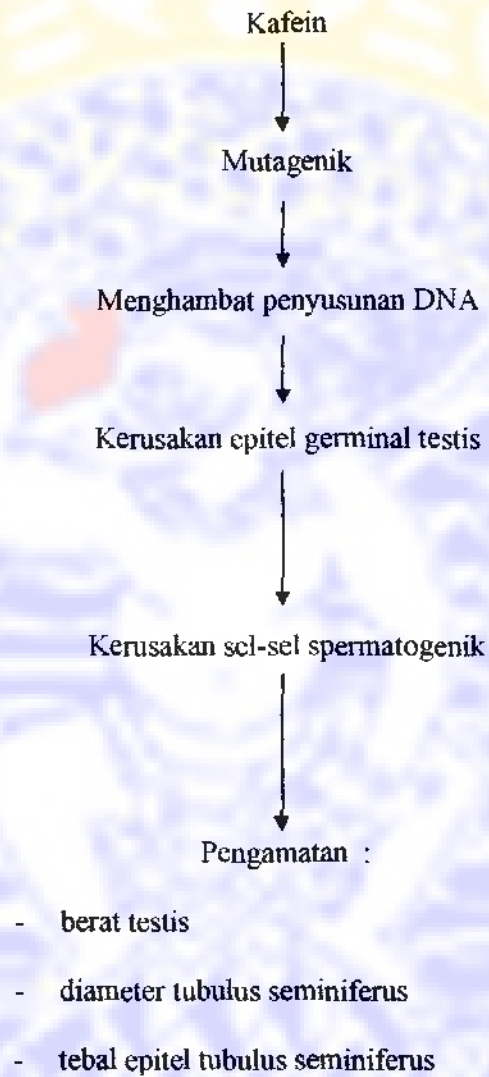 Kafein
Mutagenik
Menghambat penyusunan DNA
Kerusakan epitel germinal testis
Kerusakan sel-sel spermatogenik
Pengamatan :
- berat testis
- diameter tubulus seminiferus
- tebal epitel tubulus seminiferus